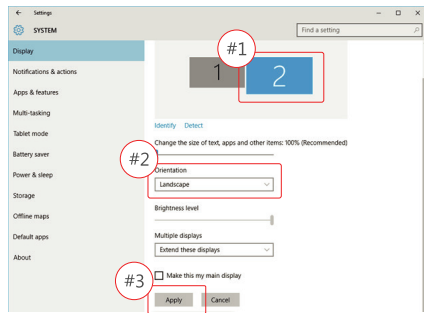 Settings
SYSTEM
Find a setting
Display
Notifications & actions
Apps & features
Multi-tasking
Tablet mode
Battery saver
Power & sleep
Storage
Offline maps
Default apps
About
#1
1
2
Identify Detect
Change the size of text, apps and other items: 100% (Recommended)
#2
Orientation
Landscape
Brightness level
Multiple displays
Extend these displays
Make this my main display
#3
Apply Cancel